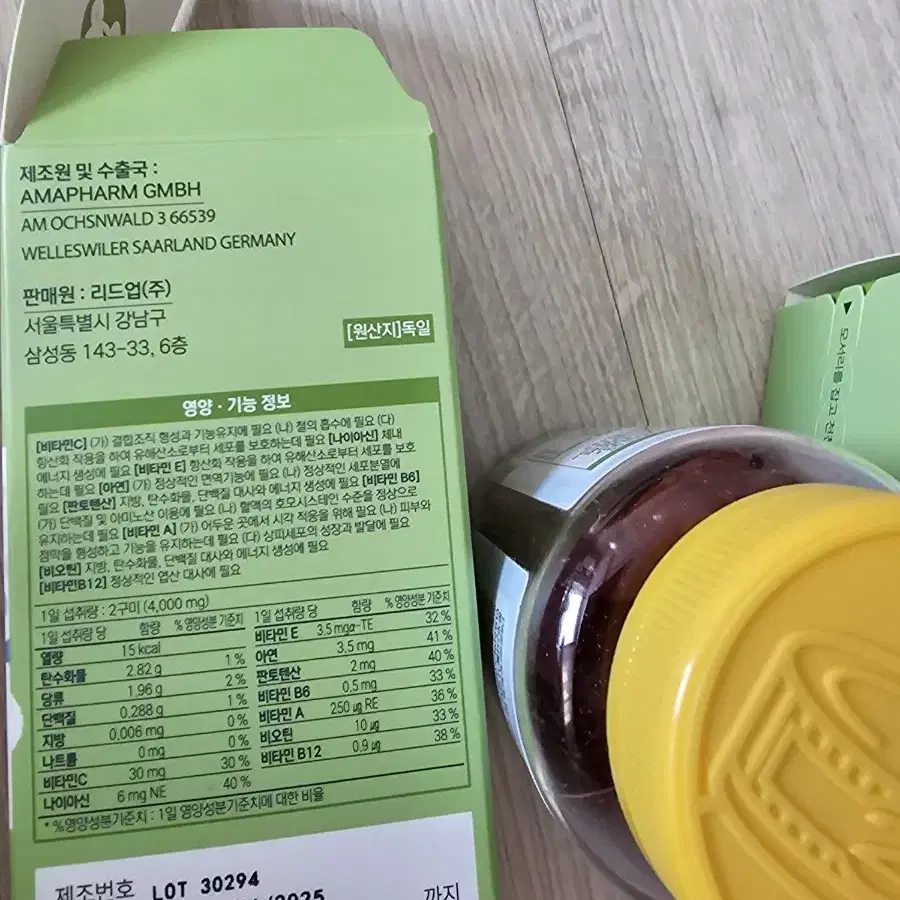 제조원 및 수출국 :
AMAPHARM GMBH
AM OCHSNWALD 3 66539
WELLESWILER SAARLAND GERMANY
판매원 : 리드업(주)
서울특별시 강남구
삼성동 143-33, 6층
[원산지]독일
영양 · 기능 정보
[비타민C] (가) 결합조직 형성과 기능유지에 필요 (나) 철의 흡수에 필요 (다)
항산화 작용을 하여 유해산소로부터 세포를 보호하는데 필요 [나이아신] 체내
에너지 생성에 필요 [비타민 E] 항산화 작용을 하여 유해산소로부터 세포를 보호
하는데 필요 [아연] (가) 정상적인 면역기능에 필요 (나) 정상적인 세포분열에
필요 [판토텐산] 지방, 탄수화물, 단백질 대사와 에너지 생성에 필요 [비타민 B6]
(가) 단백질 및 아미노산 이용에 필요 (나) 혈액의 호모시스테인 수준을 정상으로
유지하는데 필요 [비타민 A] (가) 어두운 곳에서 시각 적응을 위해 필요 (나) 피부와
점막을 형성하고 기능을 유지하는데 필요 (다) 상피세포의 성장과 발달에 필요
[비오틴] 지방, 탄수화물, 단백질 대사와 에너지 생성에 필요
[비타민B12] 정상적인 엽산 대사에 필요
1일 섭취량 : 2구미 (4,000 mg)
1일 섭취량 당 함량 %영양성분 기준치
열량 15 kcal
탄수화물 2.82 g 1%
당류 1.96 g 2%
단백질 0.288 g 1%
지방 0.006 mg 0%
나트륨 0 mg 0%
비타민C 30 mg 30%
나이아신 6 mg NE 40%
1일 섭취량 당 함량 %영양성분 기준치
비타민 E 3.5 mgα-TE 32%
아연 3.5 mg 41%
판토텐산 2 mg 40%
비타민 B6 0.5 mg 33%
비타민 A 250 μg RE 36%
비오틴 10 μg 33%
비타민 B12 0.9 μg 38%
* %영양성분기준치 : 1일 영양성분기준치에 대한 비율
제조번호 LOT 30294
/2025 까지
모서리를 잡고